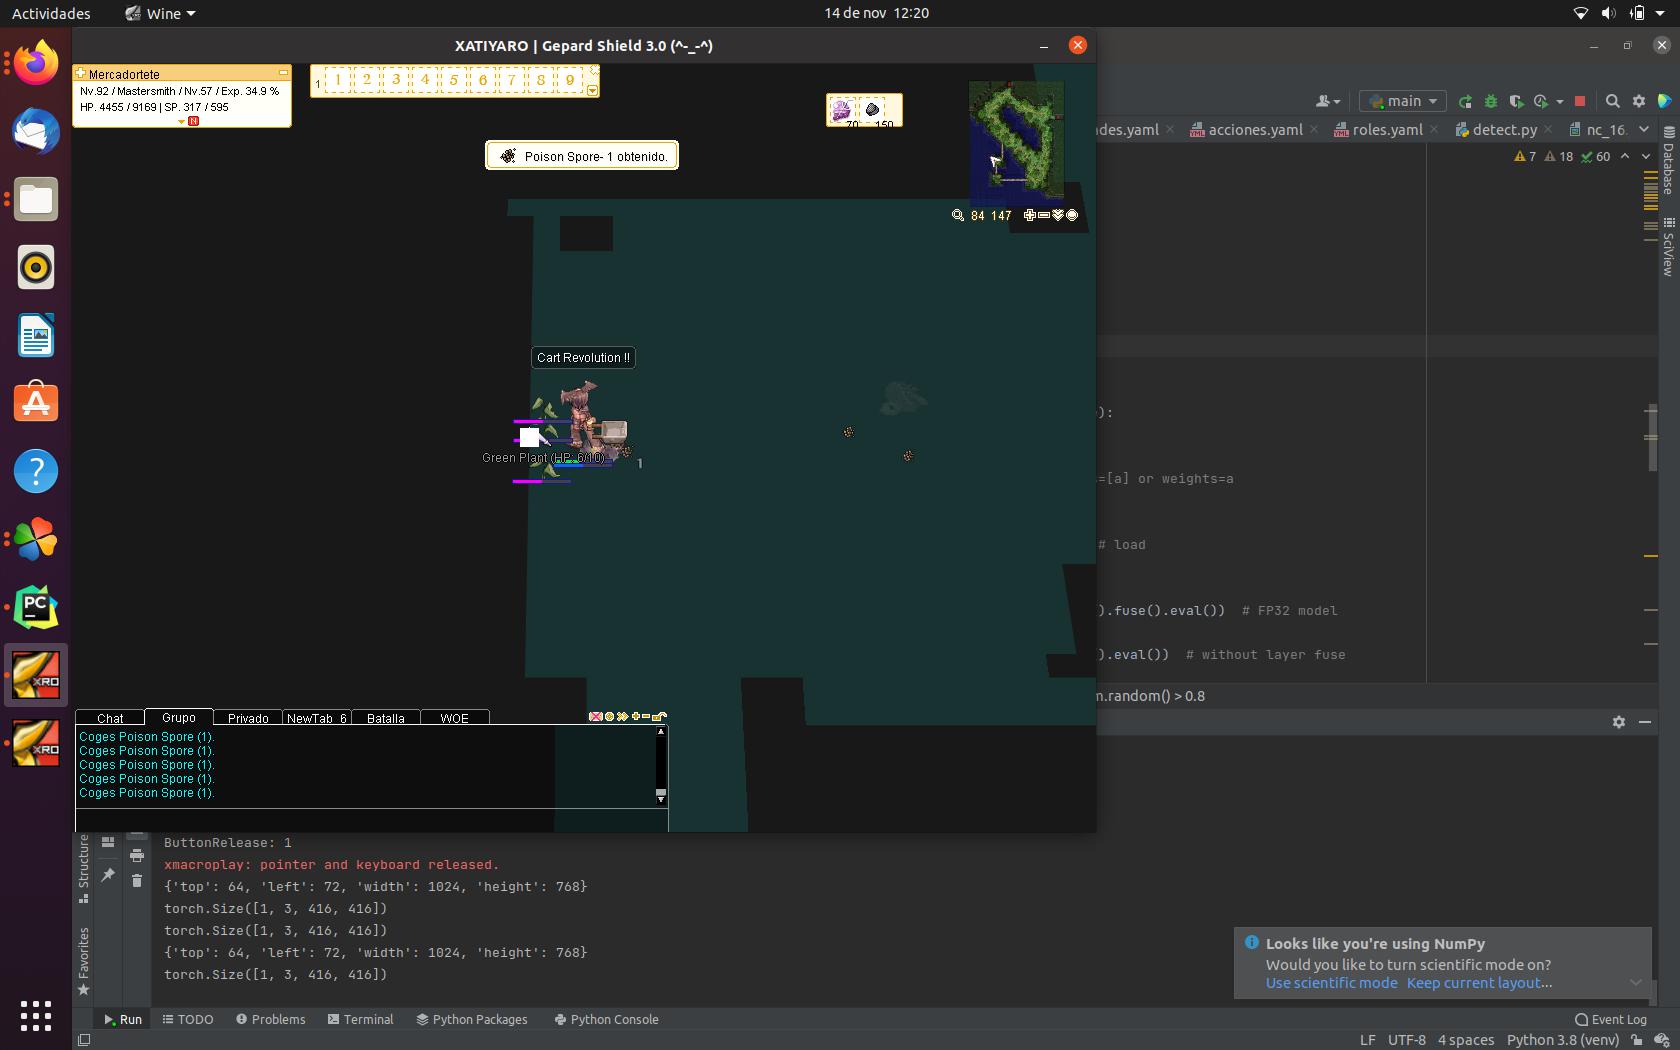 Actividades
Wine
14 de nov 12:20
XATIYARO | Gepard Shield 3.0 (^-_-^)
Mercadortete
Nv.92 / Mastersmith / Nv.57 / Exp. 34.9 %
HP. 4455 / 9169 | SP. 317 / 595
N
1 1 2 3 4 5 6 7 8 9
70 150
Poison Spore- 1 obtenido.
84 147
main
des.yaml
acciones.yaml
roles.yaml
detect.py
nc_16.
7 18 60
Database
SciView
Cart Revolution !!
Green Plant (HP: 6/10)
1
):
=[a] or weights=a
# load
).fuse().eval()) # FP32 model
).eval()) # without layer fuse
m.random() > 0.8
Chat Grupo Privado NewTab_6 Batalla WOE
Coges Poison Spore (1).
Coges Poison Spore (1).
Coges Poison Spore (1).
Coges Poison Spore (1).
Coges Poison Spore (1).
PC
XRO
XRO
Structure
Favorites
ButtonRelease: 1
xmacroplay: pointer and keyboard released.
{'top': 64, 'left': 72, 'width': 1024, 'height': 768}
torch.Size([1, 3, 416, 416])
torch.Size([1, 3, 416, 416])
{'top': 64, 'left': 72, 'width': 1024, 'height': 768}
torch.Size([1, 3, 416, 416])
Looks like you're using NumPy
Would you like to turn scientific mode on?
Use scientific mode Keep current layout...
Run TODO Problems Terminal Python Packages Python Console
Event Log
LF UTF-8 4 spaces Python 3.8 (venv)